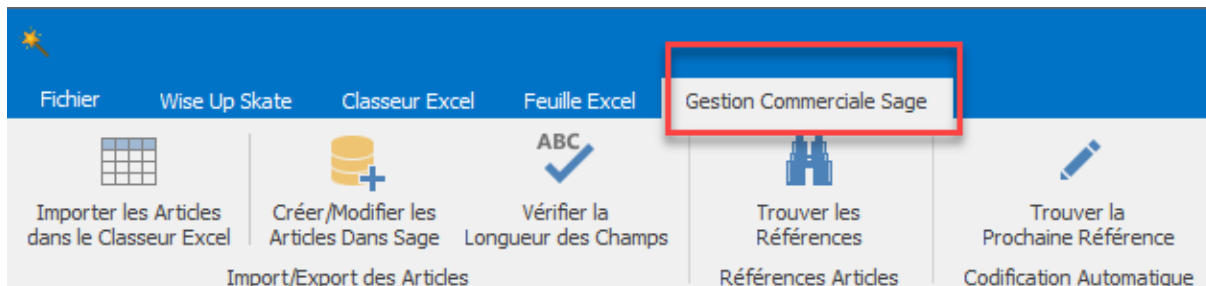 Fichier Wise Up Skate Classeur Excel Feuille Excel Gestion Commerciale Sage
ABC
Importer les Articles Créer/Modifier les Vérifier la Trouver les Trouver la
dans le Classeur Excel Articles Dans Sage Longueur des Champs Références Prochaine Référence
Import/Export des Articles Références Articles Codification Automatique